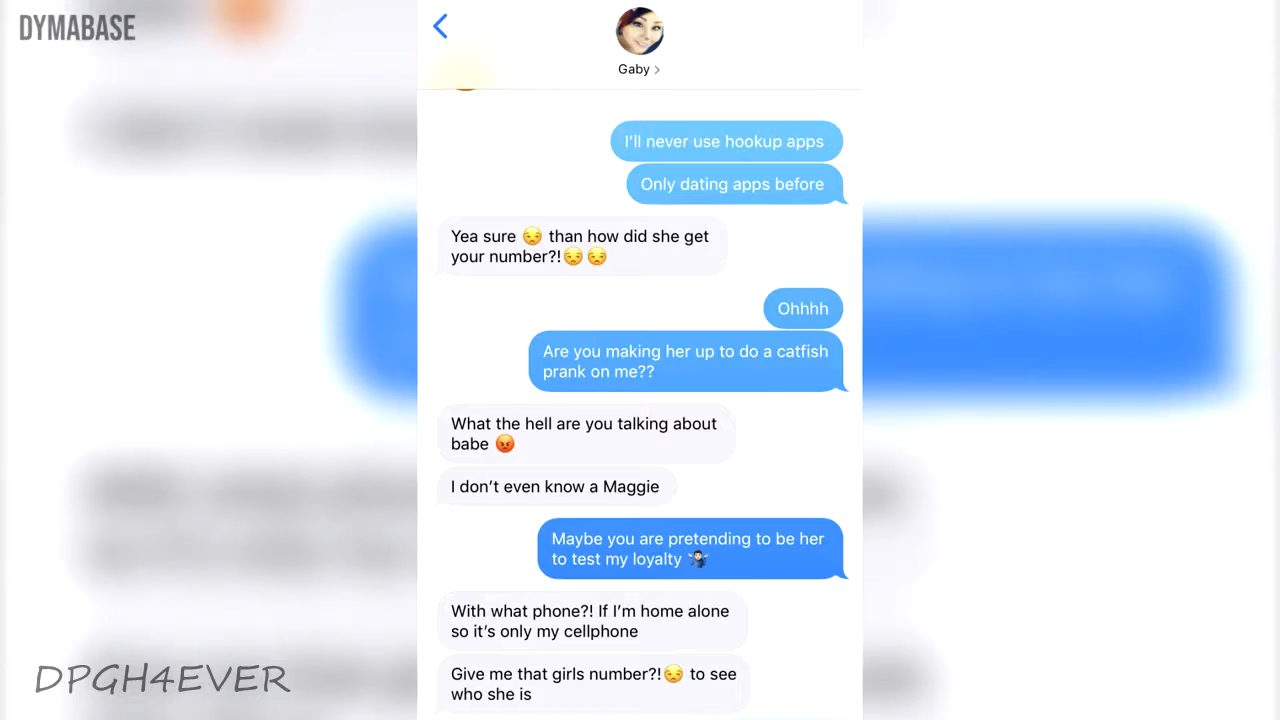 DYMABASE
Gaby
I'll never use hookup apps
Only dating apps before
Yea sure 😒 than how did she get
your number?!😒 😒
Ohhhh
Are you making her up to do a catfish
prank on me??
What the hell are you talking about
babe 😡
I don't even know a Maggie
Maybe you are pretending to be her
to test my loyalty 🤷🏻‍♂️
With what phone?! If I'm home alone
so it's only my cellphone
Give me that girls number?!😒 to see
who she is
DPGH4EVER